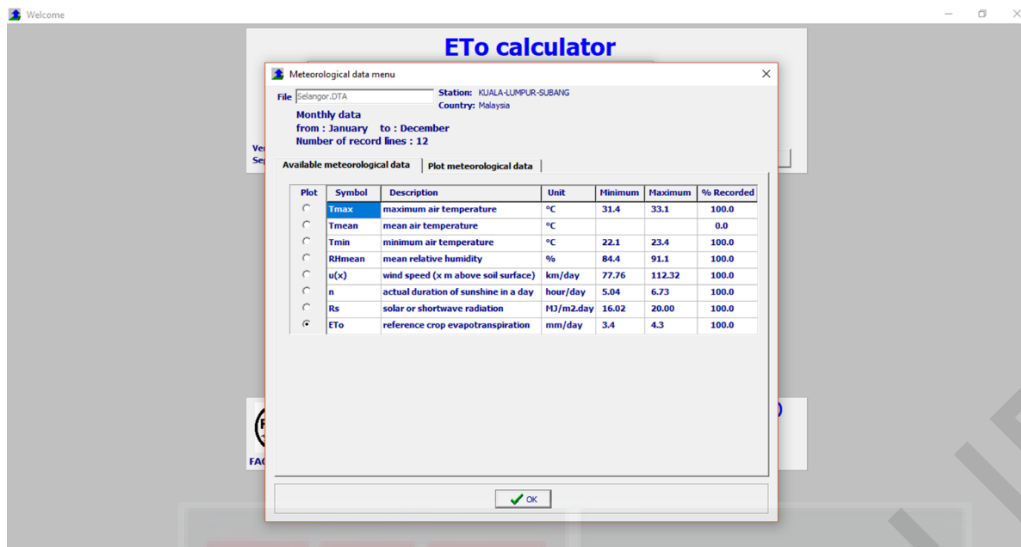 Welcome
ETo calculator
Meteorological data menu
File Selangor.DTA Station: KUALA-LUMPUR-SUBANG
Country: Malaysia
Monthly data
from : January to : December
Number of record lines : 12
Available meteorological data Plot meteorological data
Plot Symbol Description Unit Minimum Maximum % Recorded
Tmax maximum air temperature °C 31.4 33.1 100.0
Tmean mean air temperature °C 0.0
Tmin minimum air temperature °C 22.1 23.4 100.0
RHmean mean relative humidity % 84.4 91.1 100.0
u(x) wind speed (x m above soil surface) km/day 77.76 112.32 100.0
n actual duration of sunshine in a day hour/day 5.04 6.73 100.0
Rs solar or shortwave radiation MJ/m2.day 16.02 20.00 100.0
ETo reference crop evapotranspiration mm/day 3.4 4.3 100.0
OK